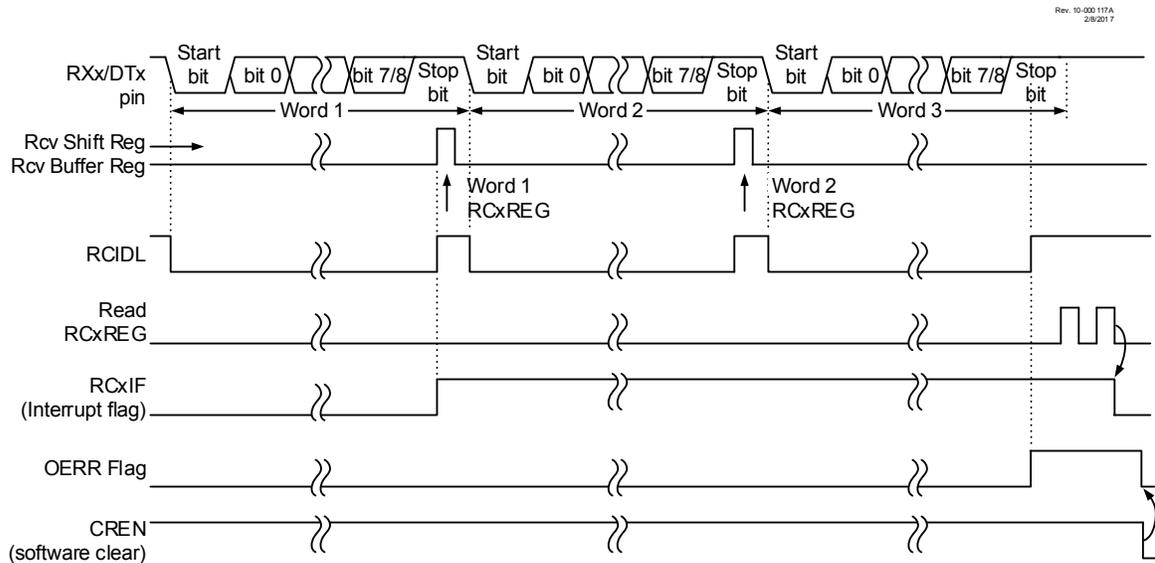 Rev. 10-000 117A
2/8/201 7
RXx/DTx
pin
Start
bit
bit 0
bit 7/8
Stop
bit
Start
bit
bit 0
bit 7/8
Stop
bit
Start
bit
bit 0
bit 7/8
Stop
bit
Word 1
Word 2
Word 3
Rcv Shift Reg
Rcv Buffer Reg
Word 1
RCxREG
Word 2
RCxREG
RCIDL
Read
RCxREG
RCxIF
(Interrupt flag)
OERR Flag
CREN
(software clear)